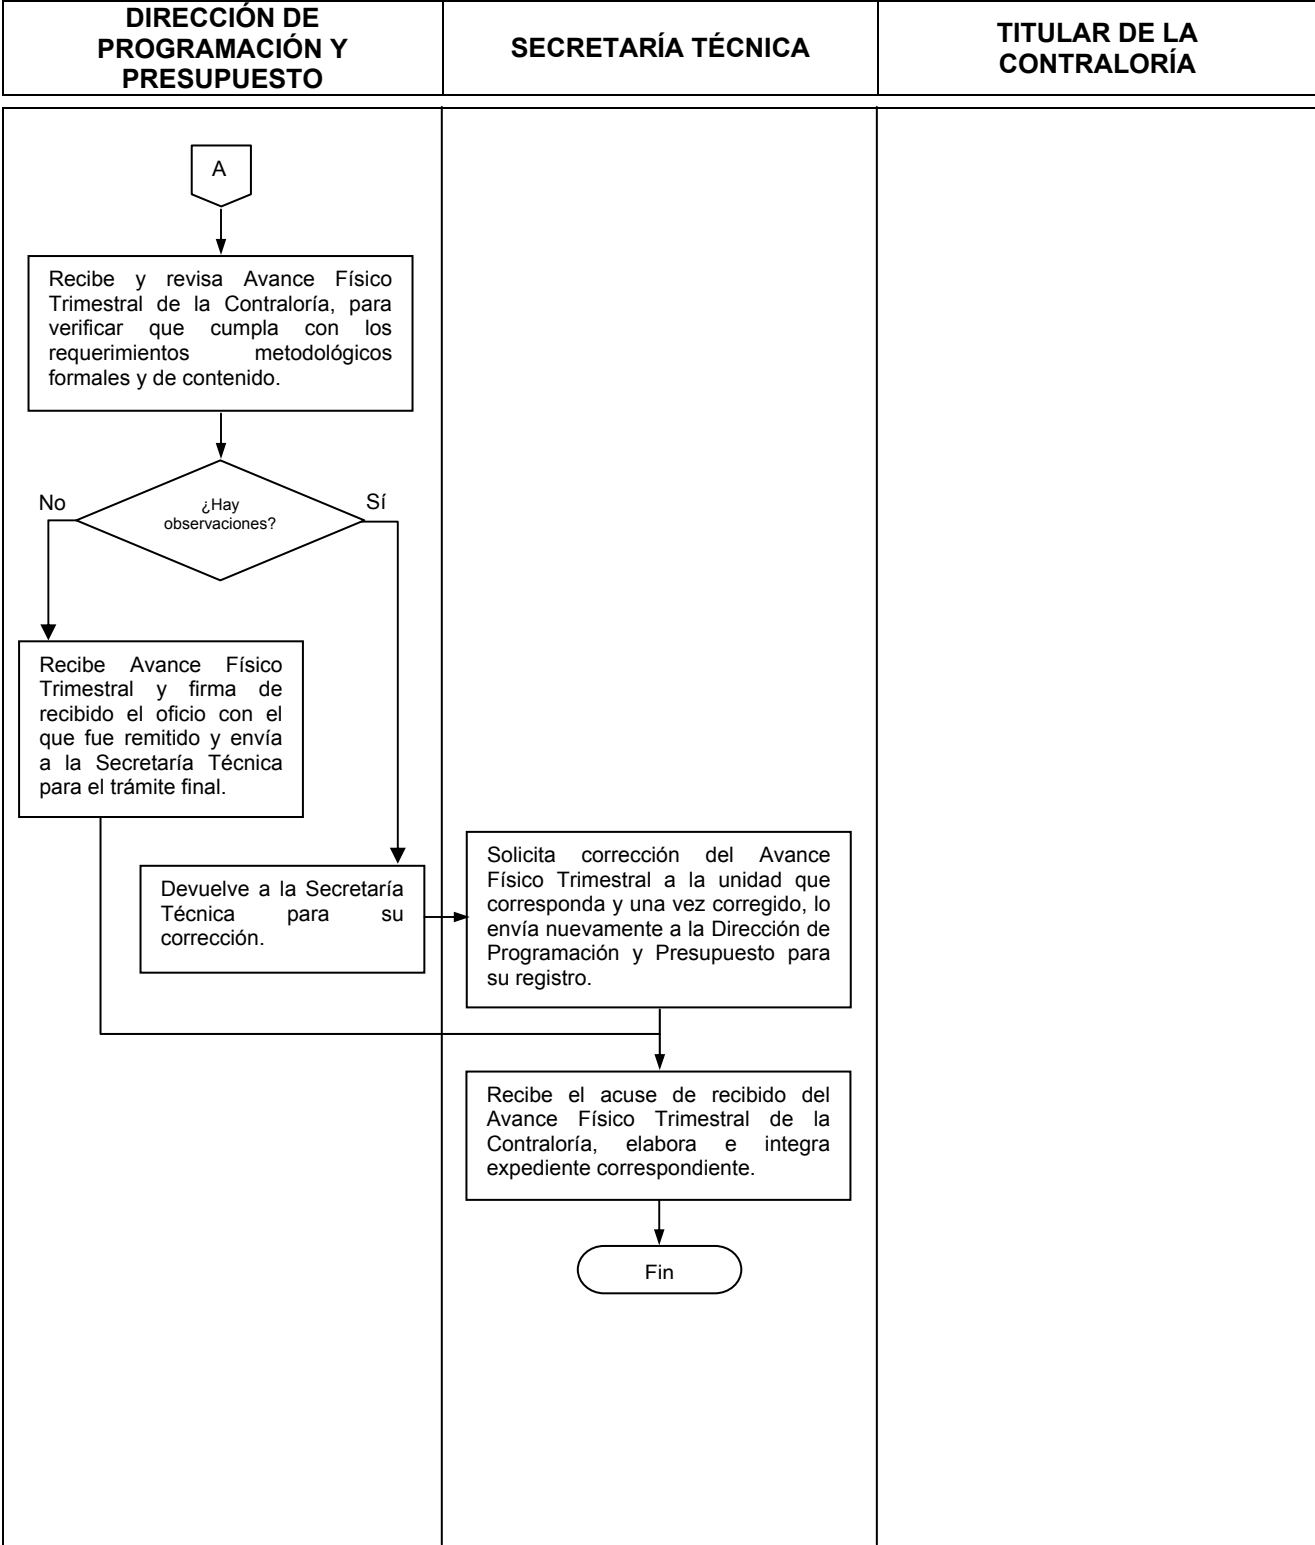 DIRECCIÓN DE
PROGRAMACIÓN Y
PRESUPUESTO
SECRETARÍA TÉCNICA
TITULAR DE LA
CONTRALORÍA
A
Recibe y revisa Avance Físico
Trimestral de la Contraloría, para
verificar que cumpla con los
requerimientos metodológicos
formales y de contenido.
No
¿Hay
observaciones?
Sí
Recibe Avance Físico
Trimestral y firma de
recibido el oficio con el
que fue remitido y envía
a la Secretaría Técnica
para el trámite final.
Devuelve a la Secretaría
Técnica para su
corrección.
Solicita corrección del Avance
Físico Trimestral a la unidad que
corresponda y una vez corregido, lo
envía nuevamente a la Dirección de
Programación y Presupuesto para
su registro.
Recibe el acuse de recibido del
Avance Físico Trimestral de la
Contraloría, elabora e integra
expediente correspondiente.
Fin